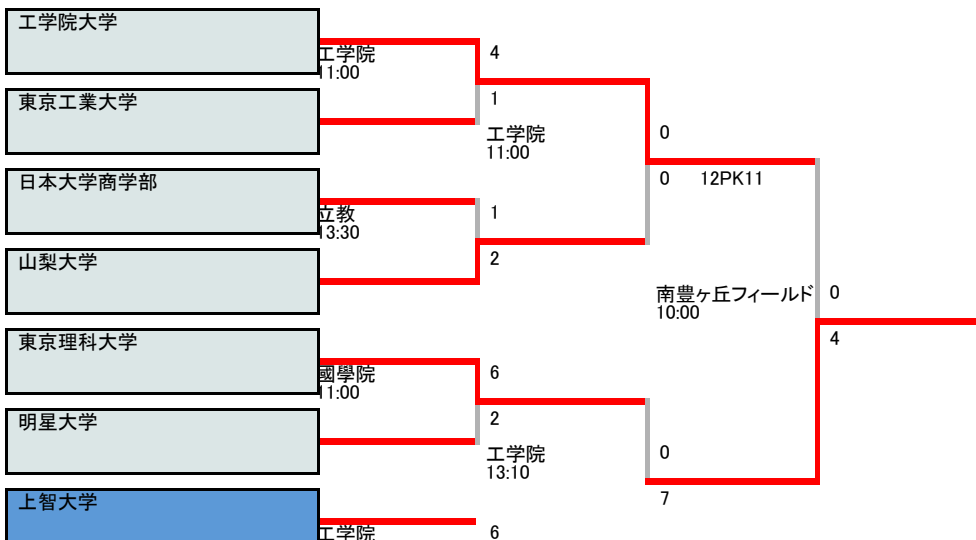 工学院大学
工学院
11:00
4
東京工業大学
1
工学院
11:00
0
0
12PK11
日本大学商学部
立教
13:30
1
山梨大学
2
南豊ヶ丘フィールド
10:00
0
4
東京理科大学
國學院
11:00
6
明星大学
2
工学院
13:10
0
7
上智大学
工学院
6